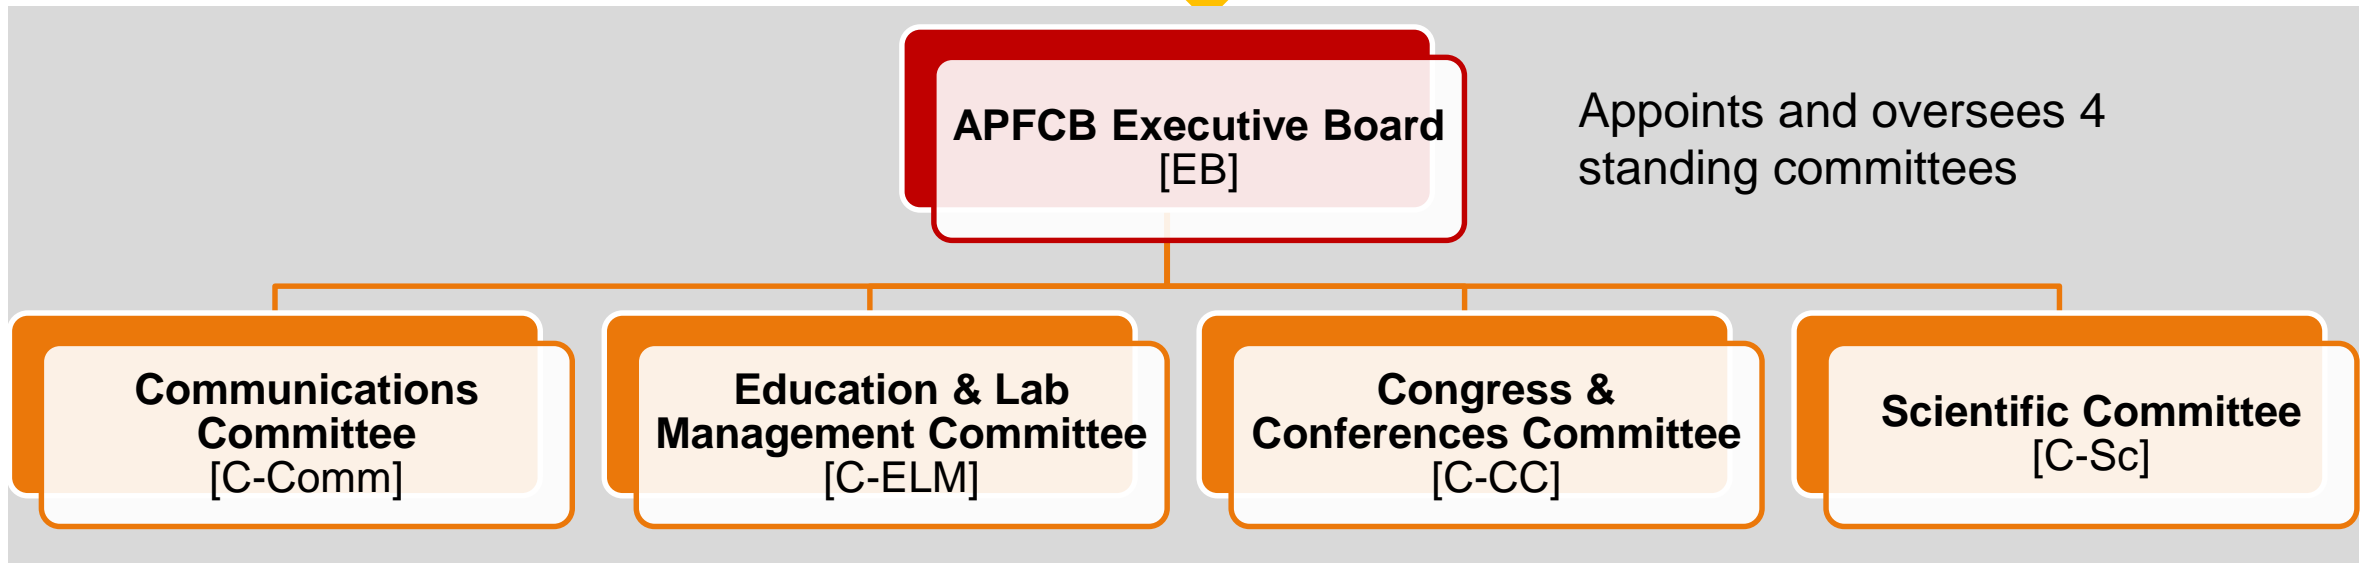 APFCB Executive Board
[EB]
Appoints and oversees 4
standing committees
Communications
Committee
[C-Comm]
Education & Lab
Management Committee
[C-ELM]
Congress &
Conferences Committee
[C-CC]
Scientific Committee
[C-Sc]